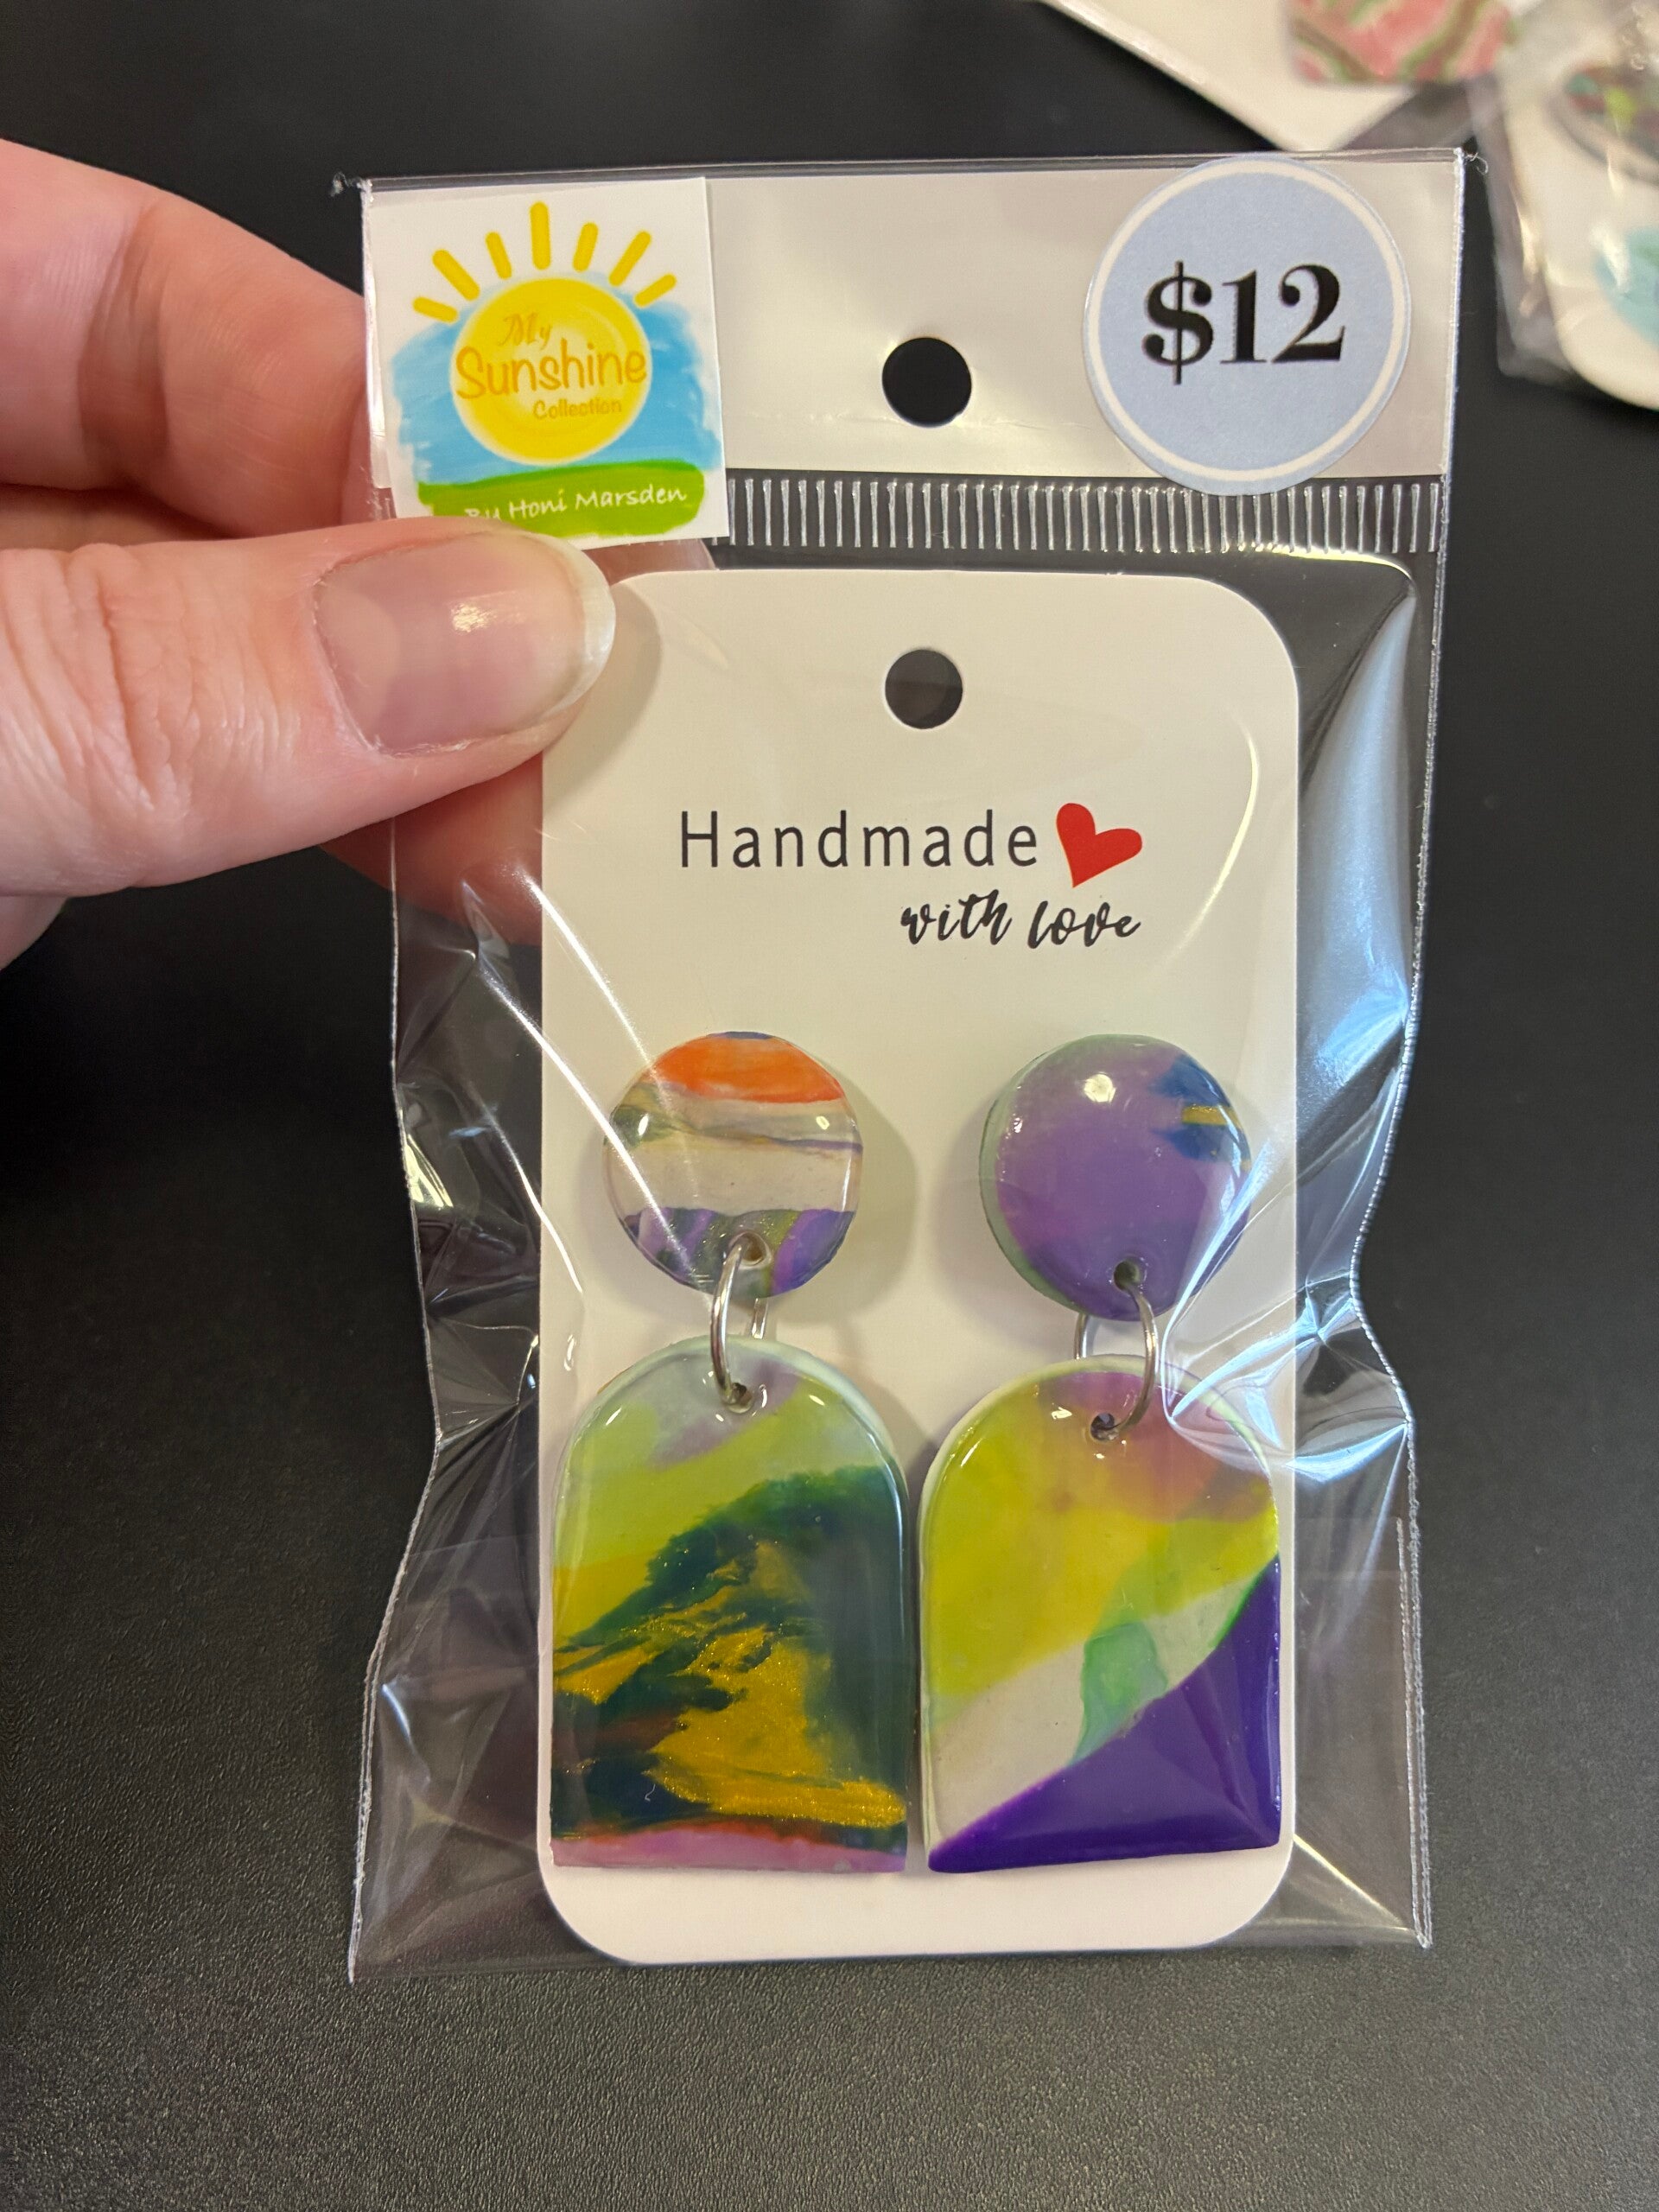 My
Sunshine
Collection
By Honi Marsden
$12
Handmade
with love